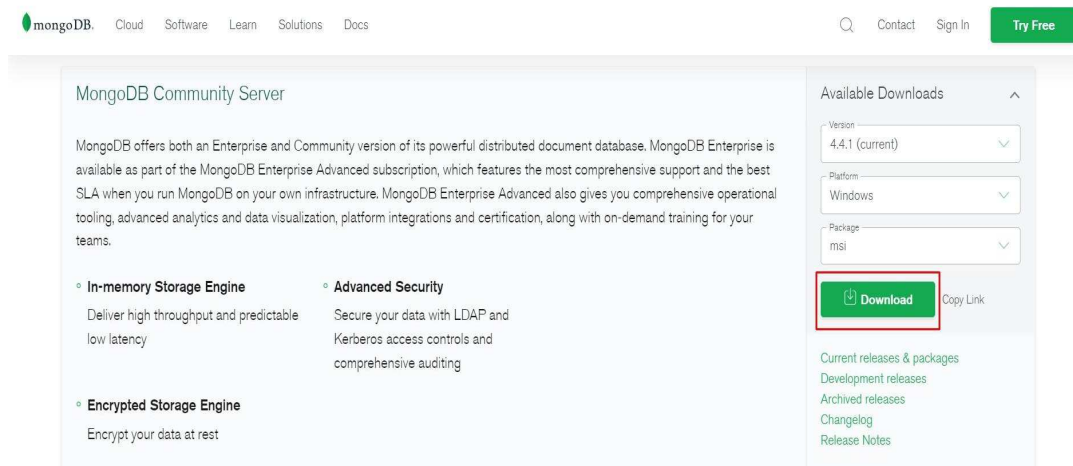 mongoDB. Cloud Software Learn Solutions Docs Contact Sign In Try Free
MongoDB Community Server
MongoDB offers both an Enterprise and Community version of its powerful distributed document database. MongoDB Enterprise is
available as part of the MongoDB Enterprise Advanced subscription, which features the most comprehensive support and the best
SLA when you run MongoDB on your own infrastructure. MongoDB Enterprise Advanced also gives you comprehensive operational
tooling, advanced analytics and data visualization, platform integrations and certification, along with on-demand training for your
teams.
In-memory Storage Engine
Deliver high throughput and predictable
low latency
Advanced Security
Secure your data with LDAP and
Kerberos access controls and
comprehensive auditing
Encrypted Storage Engine
Encrypt your data at rest
Available Downloads
Version
4.4.1 (current)
Platform
Windows
Package
msi
Download Copy Link
Current releases & packages
Development releases
Archived releases
Changelog
Release Notes